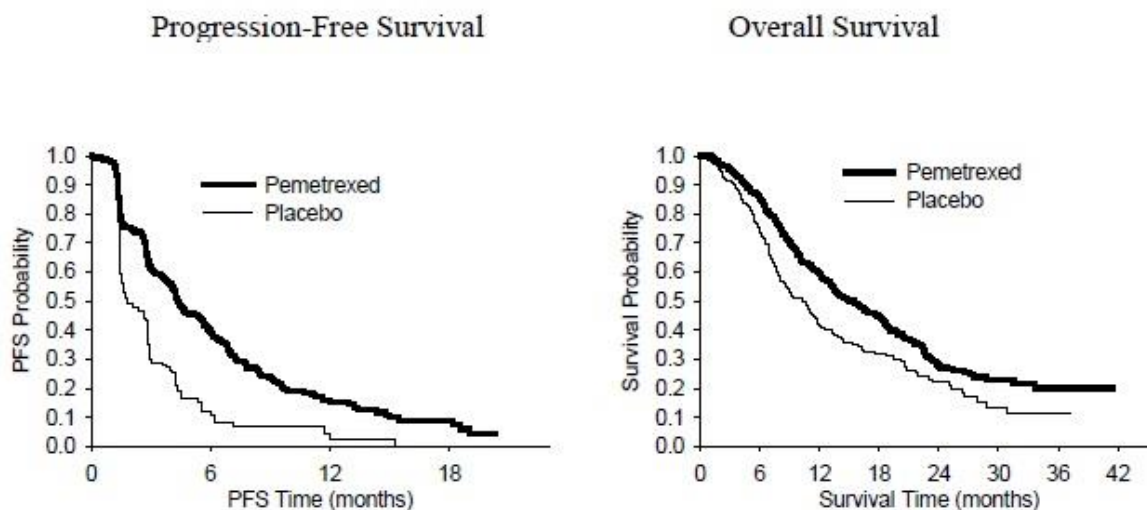 Progression-Free Survival
1.0
0.9
0.8
0.7
0.6
0.5
0.4
0.3
0.2
0.1
0.0
PFS Probability
Pemetrexed
Placebo
0 6 12 18
PFS Time (months)
Overall Survival
1.0
0.9
0.8
0.7
0.6
0.5
0.4
0.3
0.2
0.1
0.0
Survival Probability
Pemetrexed
Placebo
0 6 12 18 24 30 36 42
Survival Time (months)